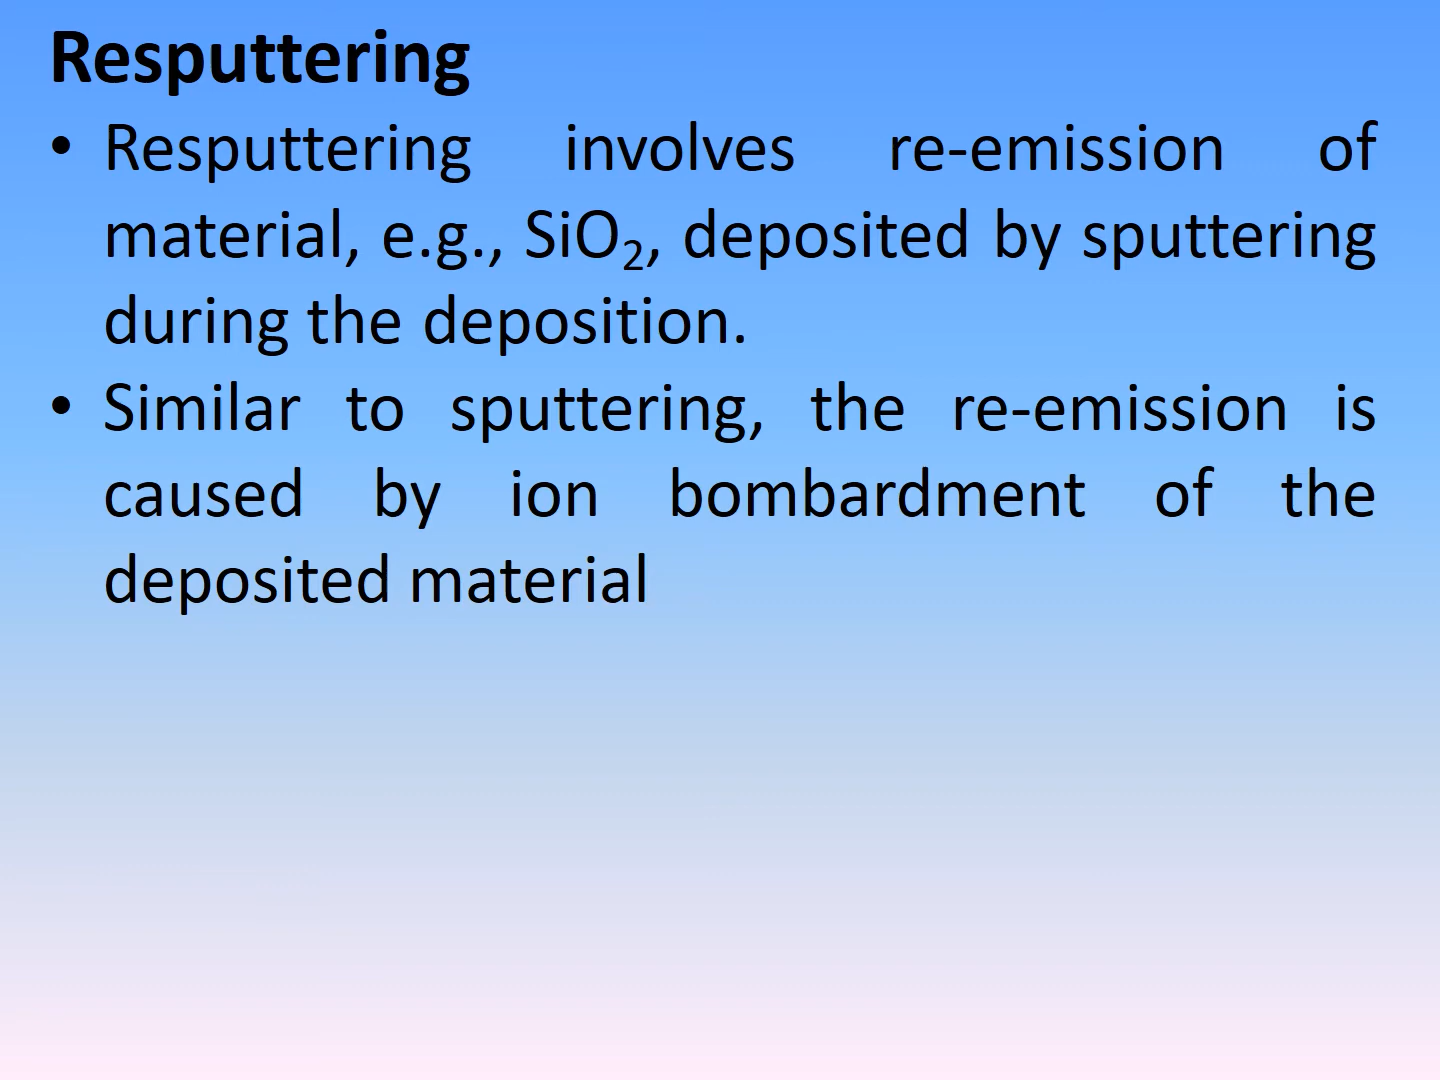 Resputtering
• Resputtering involves re-emission of
material, e.g., SiO₂, deposited by sputtering
during the deposition.
• Similar to sputtering, the re-emission is
caused by ion bombardment of the
deposited material